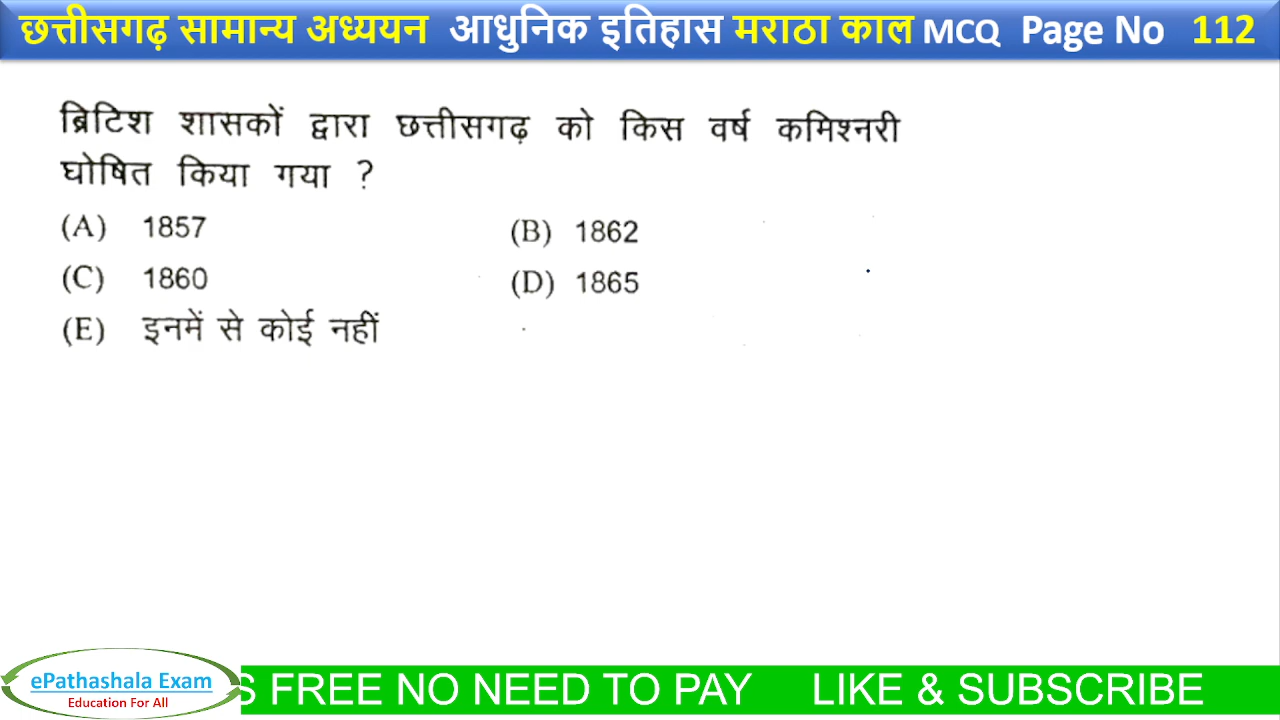 छत्तीसगढ़ सामान्य अध्ययन आधुनिक इतिहास मराठा काल MCQ Page No 112
ब्रिटिश शासकों द्वारा छत्तीसगढ़ को किस वर्ष कमिश्नरी
घोषित किया गया ?
(A) 1857 (B) 1862
(C) 1860 (D) 1865
(E) इनमें से कोई नहीं
ePathashala Exam
Education For All
S FREE NO NEED TO PAY LIKE & SUBSCRIBE